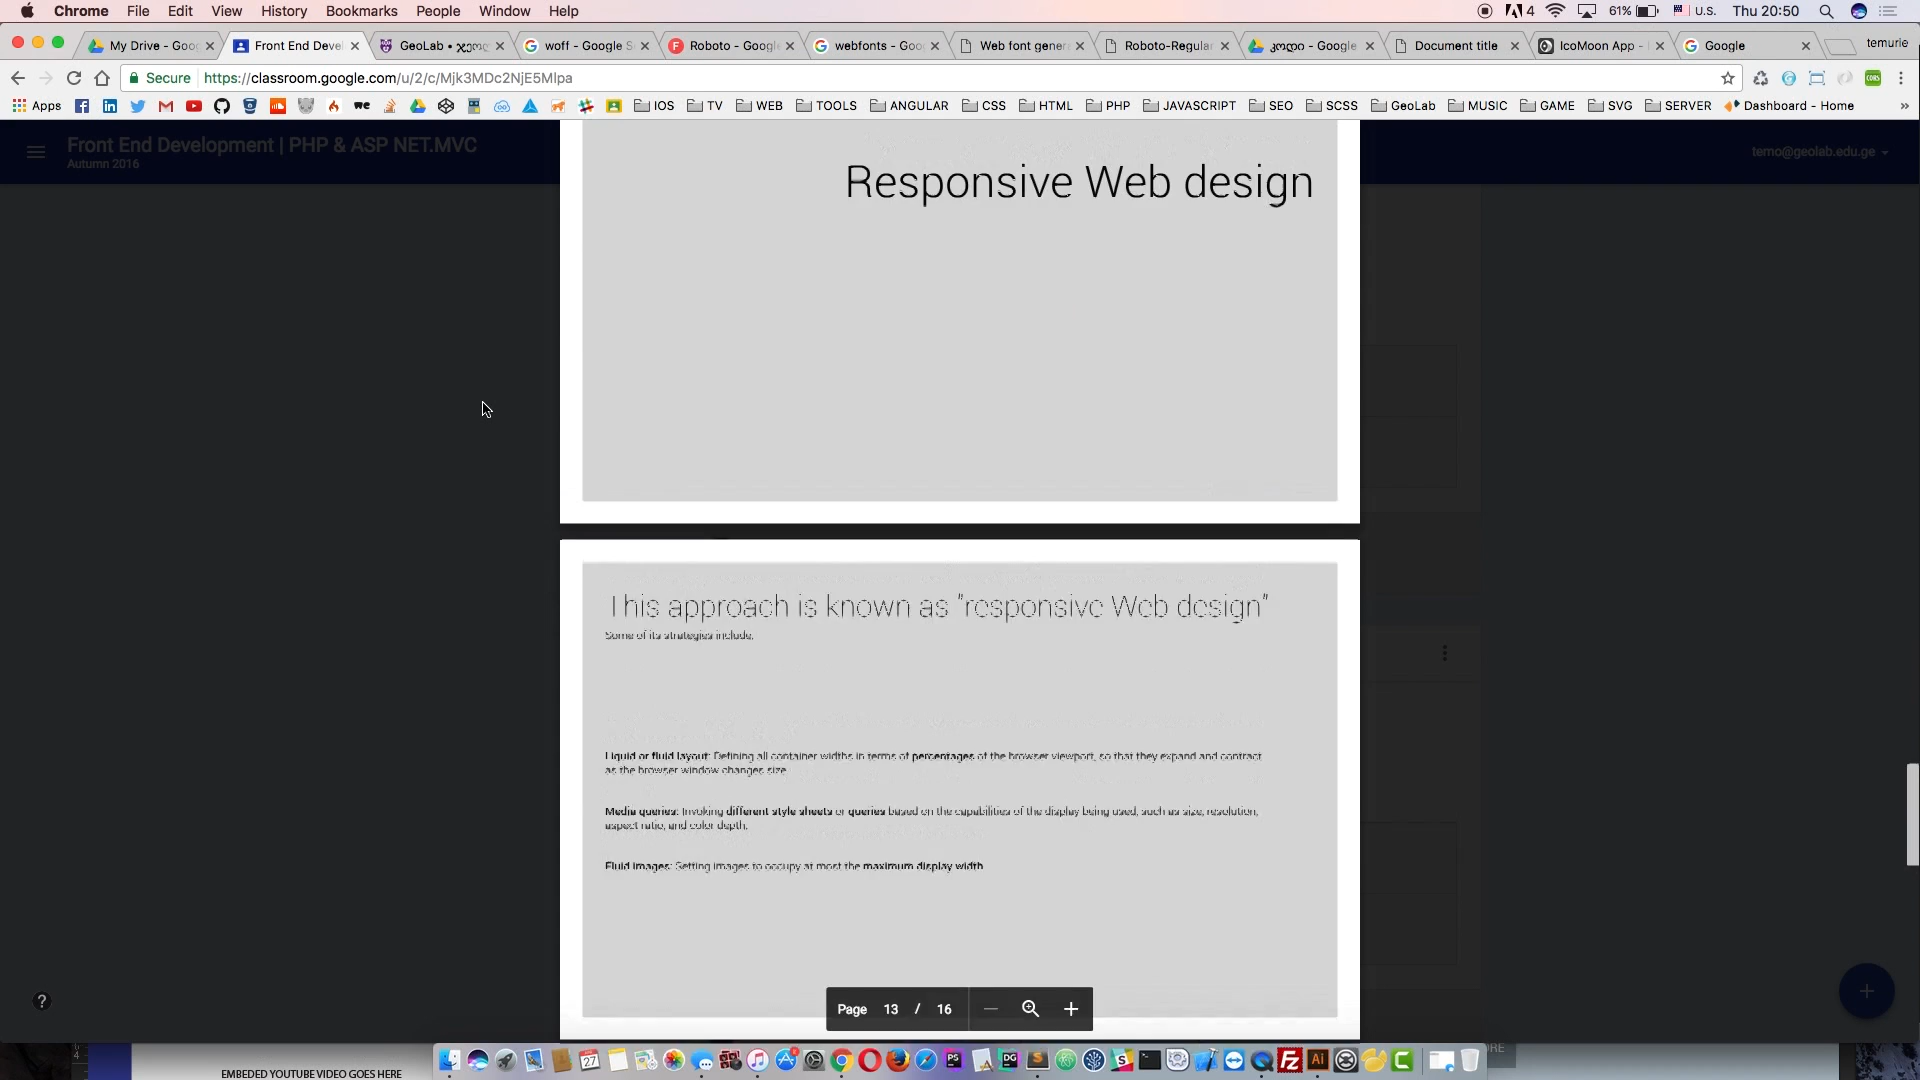 Chrome File Edit View History Bookmarks People Window Help
4 61% U.S. Thu 20:50
My Drive - Goo
Front End Deve
GeoLab •
woff - Google S
Roboto - Googl
webfonts - Goo
Web font gener
Roboto-Regular
კოდი - Google
Document title
IcoMoon App -
Google
temurie
Secure https://classroom.google.com/u/2/c/Mjk3MDc2NjE5Mlpa
Apps IOS TV WEB TOOLS ANGULAR CSS HTML PHP JAVASCRIPT SEO SCSS GeoLab MUSIC GAME SVG SERVER Dashboard - Home »
Front End Development | PHP & ASP NET.MVC
Autumn 2016
temo@geolab.edu.ge
Responsive Web design
This approach is known as "responsive Web design"
Some of its strategies include:
Liquid or fluid layout: Defining all container widths in terms of percentages of the browser viewport, so that they expand and contract
as the browser window changes size
Media queries: Invoking different style sheets or queries based on the capabilities of the display being used, such as size, resolution,
aspect ratio, and color depth.
Fluid images: Setting images to occupy at most the maximum display width
Page 13 / 16
EMBEDED YOUTUBE VIDEO GOES HERE